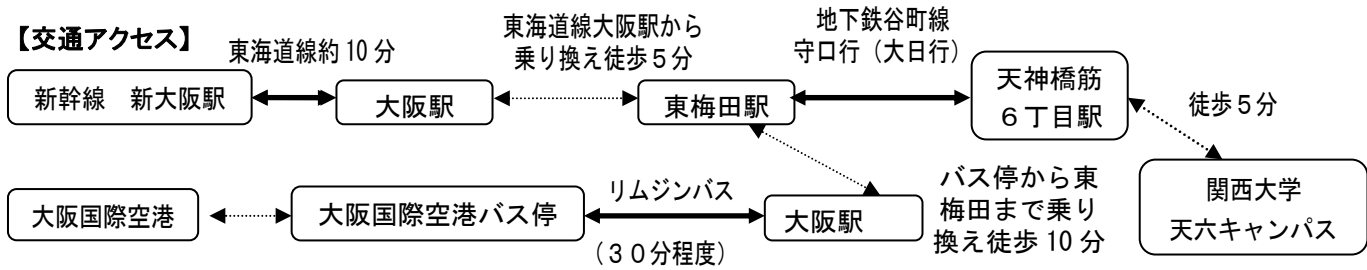 【交通アクセス】
東海道線約10分
東海道線大阪駅から
乗り換え徒歩５分
地下鉄谷町線
守口行（大日行）
新幹線　新大阪駅
大阪駅
東梅田駅
天神橋筋
６丁目駅
徒歩５分
大阪国際空港
大阪国際空港バス停
リムジンバス
（３０分程度）
大阪駅
バス停から東
梅田まで乗り
換え徒歩10分
関西大学
天六キャンパス